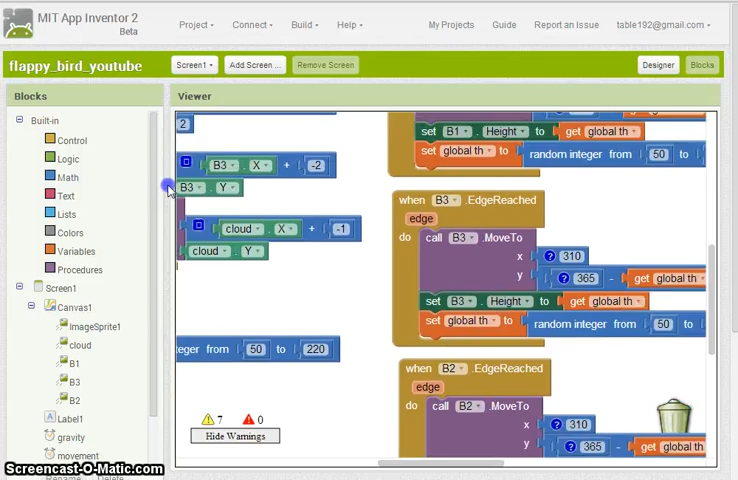 MIT App Inventor 2
Beta
Project
Connect
Build
Help
My Projects
Guide
Report an Issue
table192@gmail.com
flappy_bird_youtube
Screen1
Add Screen ...
Remove Screen
Designer
Blocks
Blocks
Viewer
Built-in
Control
Logic
Math
Text
Lists
Colors
Variables
Procedures
Screen1
Canvas1
ImageSprite1
cloud
B1
B3
B2
Label1
gravity
movement
Rename Delete
2
B3 . X + -2
B3 . Y
cloud . X + -1
cloud . Y
teger from 50 to 220
set B1 . Height to get global th
set global th to random integer from 50
when B3 .EdgeReached
edge
do call B3 .MoveTo
x ? 310
y ? 365 - get global th
set B3 . Height to get global th
set global th to random integer from 50
when B2 .EdgeReached
edge
do call B2 .MoveTo
x ? 310
y ? 365 - get global
7 0
Hide Warnings
Screencast-O-Matic.com